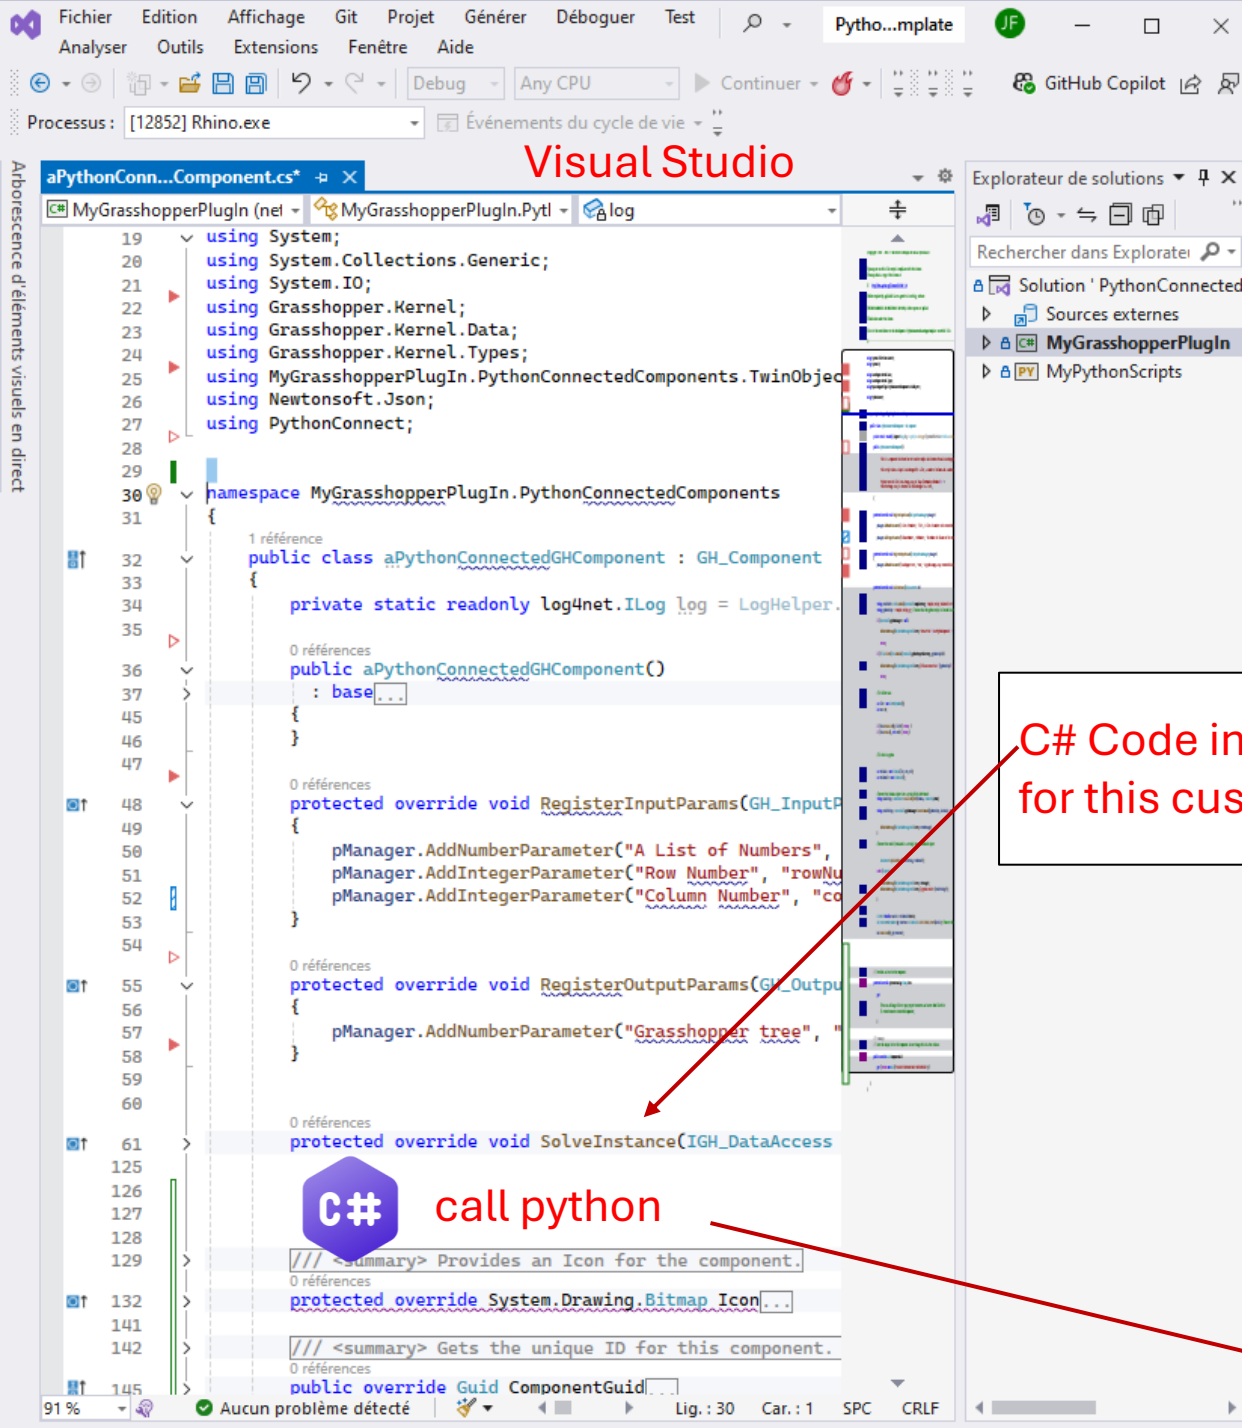 Fichier Edition Affichage Git Projet Générer Déboguer Test Pytho...mplate JF
Analyser Outils Extensions Fenêtre Aide
Debug Any CPU Continuer GitHub Copilot
Processus : [12852] Rhino.exe Événements du cycle de vie
Visual Studio
Arborescence d'éléments visuels en direct
aPythonConn...Component.cs*
Explorateur de solutions
C# MyGrasshopperPlugIn (net MyGrasshopperPlugIn.Pyt log
Rechercher dans Explorate
Solution ' PythonConnected
Sources externes
C# MyGrasshopperPlugIn
PY MyPythonScripts
19 using System;
20 using System.Collections.Generic;
21 using System.IO;
22 using Grasshopper.Kernel;
23 using Grasshopper.Kernel.Data;
24 using Grasshopper.Kernel.Types;
25 using MyGrasshopperPlugIn.PythonConnectedComponents.TwinObjec
26 using Newtonsoft.Json;
27 using PythonConnect;
28
29
30 namespace MyGrasshopperPlugIn.PythonConnectedComponents
31 {
1 référence
32 public class aPythonConnectedGHComponent : GH_Component
33 {
34 private static readonly log4net.ILog log = LogHelper.
35
0 références
36 public aPythonConnectedGHComponent()
37 : base...
45 {
46 }
47
0 références
48 protected override void RegisterInputParams(GH_InputP
49 {
50 pManager.AddNumberParameter("A List of Numbers",
51 pManager.AddIntegerParameter("Row Number", "rowNu
52 pManager.AddIntegerParameter("Column Number", "co
53 }
54
0 références
55 protected override void RegisterOutputParams(GH_Outpu
56 {
57 pManager.AddNumberParameter("Grasshopper tree", "
58 }
59
60
0 références
61 protected override void SolveInstance(IGH_DataAccess
125
126
127
128
C# call python
129 /// <summary> Provides an Icon for the component.
0 références
132 protected override System.Drawing.Bitmap Icon...
141
142 /// <summary> Gets the unique ID for this component.
0 références
145 public override Guid ComponentGuid...
C# Code in
for this cus
91 % Aucun problème détecté Lig. : 30 Car. : 1 SPC CRLF